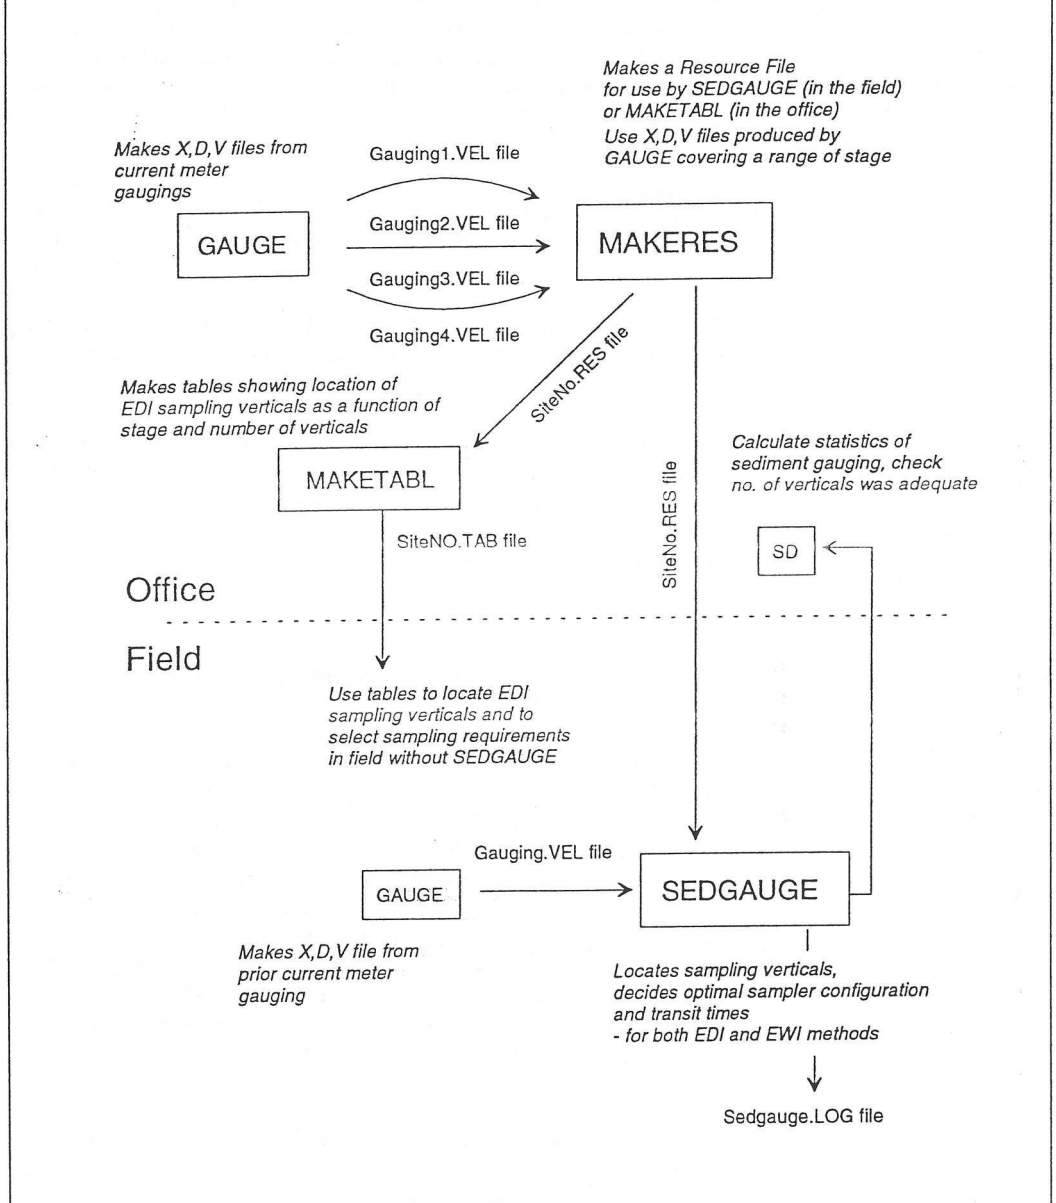 Makes a Resource File
for use by SEDGAUGE (in the field)
or MAKETABL (in the office)
Use X,D,V files produced by
GAUGE covering a range of stage
Makes X,D,V files from
current meter
gaugings
Gauging1.VEL file
GAUGE
Gauging2.VEL file
MAKERES
Gauging3.VEL file
Gauging4.VEL file
SiteNo.RES file
Makes tables showing location of
EDI sampling verticals as a function of
stage and number of verticals
MAKETABL
SiteNO.TAB file
SiteNo.RES file
Calculate statistics of
sediment gauging, check
no. of verticals was adequate
SD
Office
Field
Use tables to locate EDI
sampling verticals and to
select sampling requirements
in field without SEDGAUGE
Gauging.VEL file
GAUGE
SEDGAUGE
Makes X,D,V file from
prior current meter
gauging
Locates sampling verticals,
decides optimal sampler configuration
and transit times
- for both EDI and EWI methods
Sedgauge.LOG file